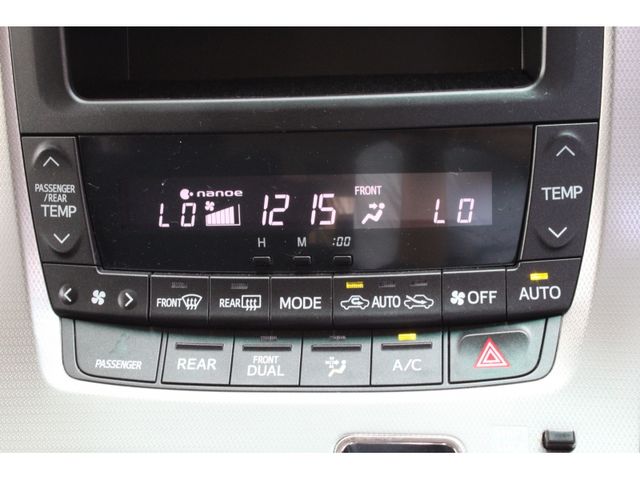 PASSENGER
/REAR
TEMP
nanoe
LO
12 15
FRONT
LO
H M :00
TEMP
FRONT
REAR
MODE
AUTO
OFF
AUTO
PASSENGER
REAR
FRONT
DUAL
A/C